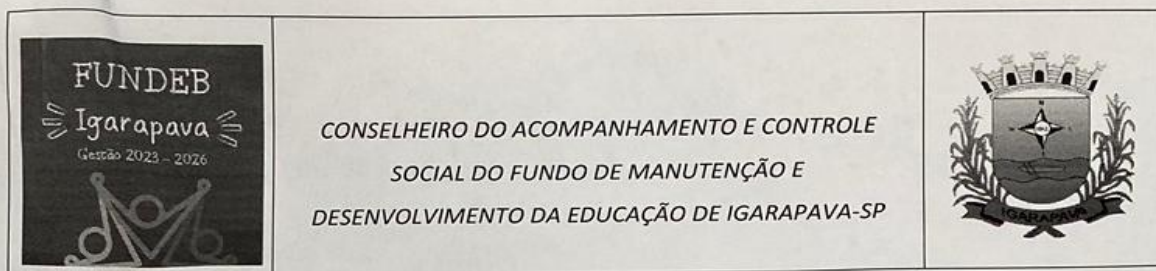 FUNDEB
Igarapava
Gestão 2023 - 2026
CONSELHEIRO DO ACOMPANHAMENTO E CONTROLE
SOCIAL DO FUNDO DE MANUTENÇÃO E
DESENVOLVIMENTO DA EDUCAÇÃO DE IGARAPAVA-SP
IGARAPAVA